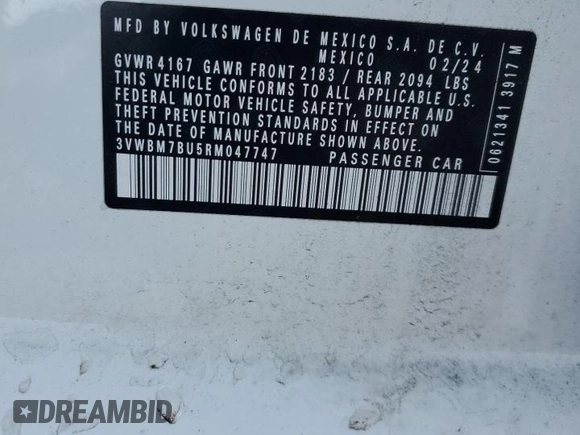 MFD BY VOLKSWAGEN DE MEXICO S.A. DE C.V.
MEXICO 02/24
GVWR 4167 GAWR FRONT 2183 / REAR 2094 LBS
THIS VEHICLE CONFORMS TO ALL APPLICABLE U.S.
FEDERAL MOTOR VEHICLE SAFETY, BUMPER AND
THEFT PREVENTION STANDARDS IN EFFECT ON
THE DATE OF MANUFACTURE SHOWN ABOVE.
3VWBM7BU5RM047747 PASSENGER CAR
0621341 3917 M
DREAMBID